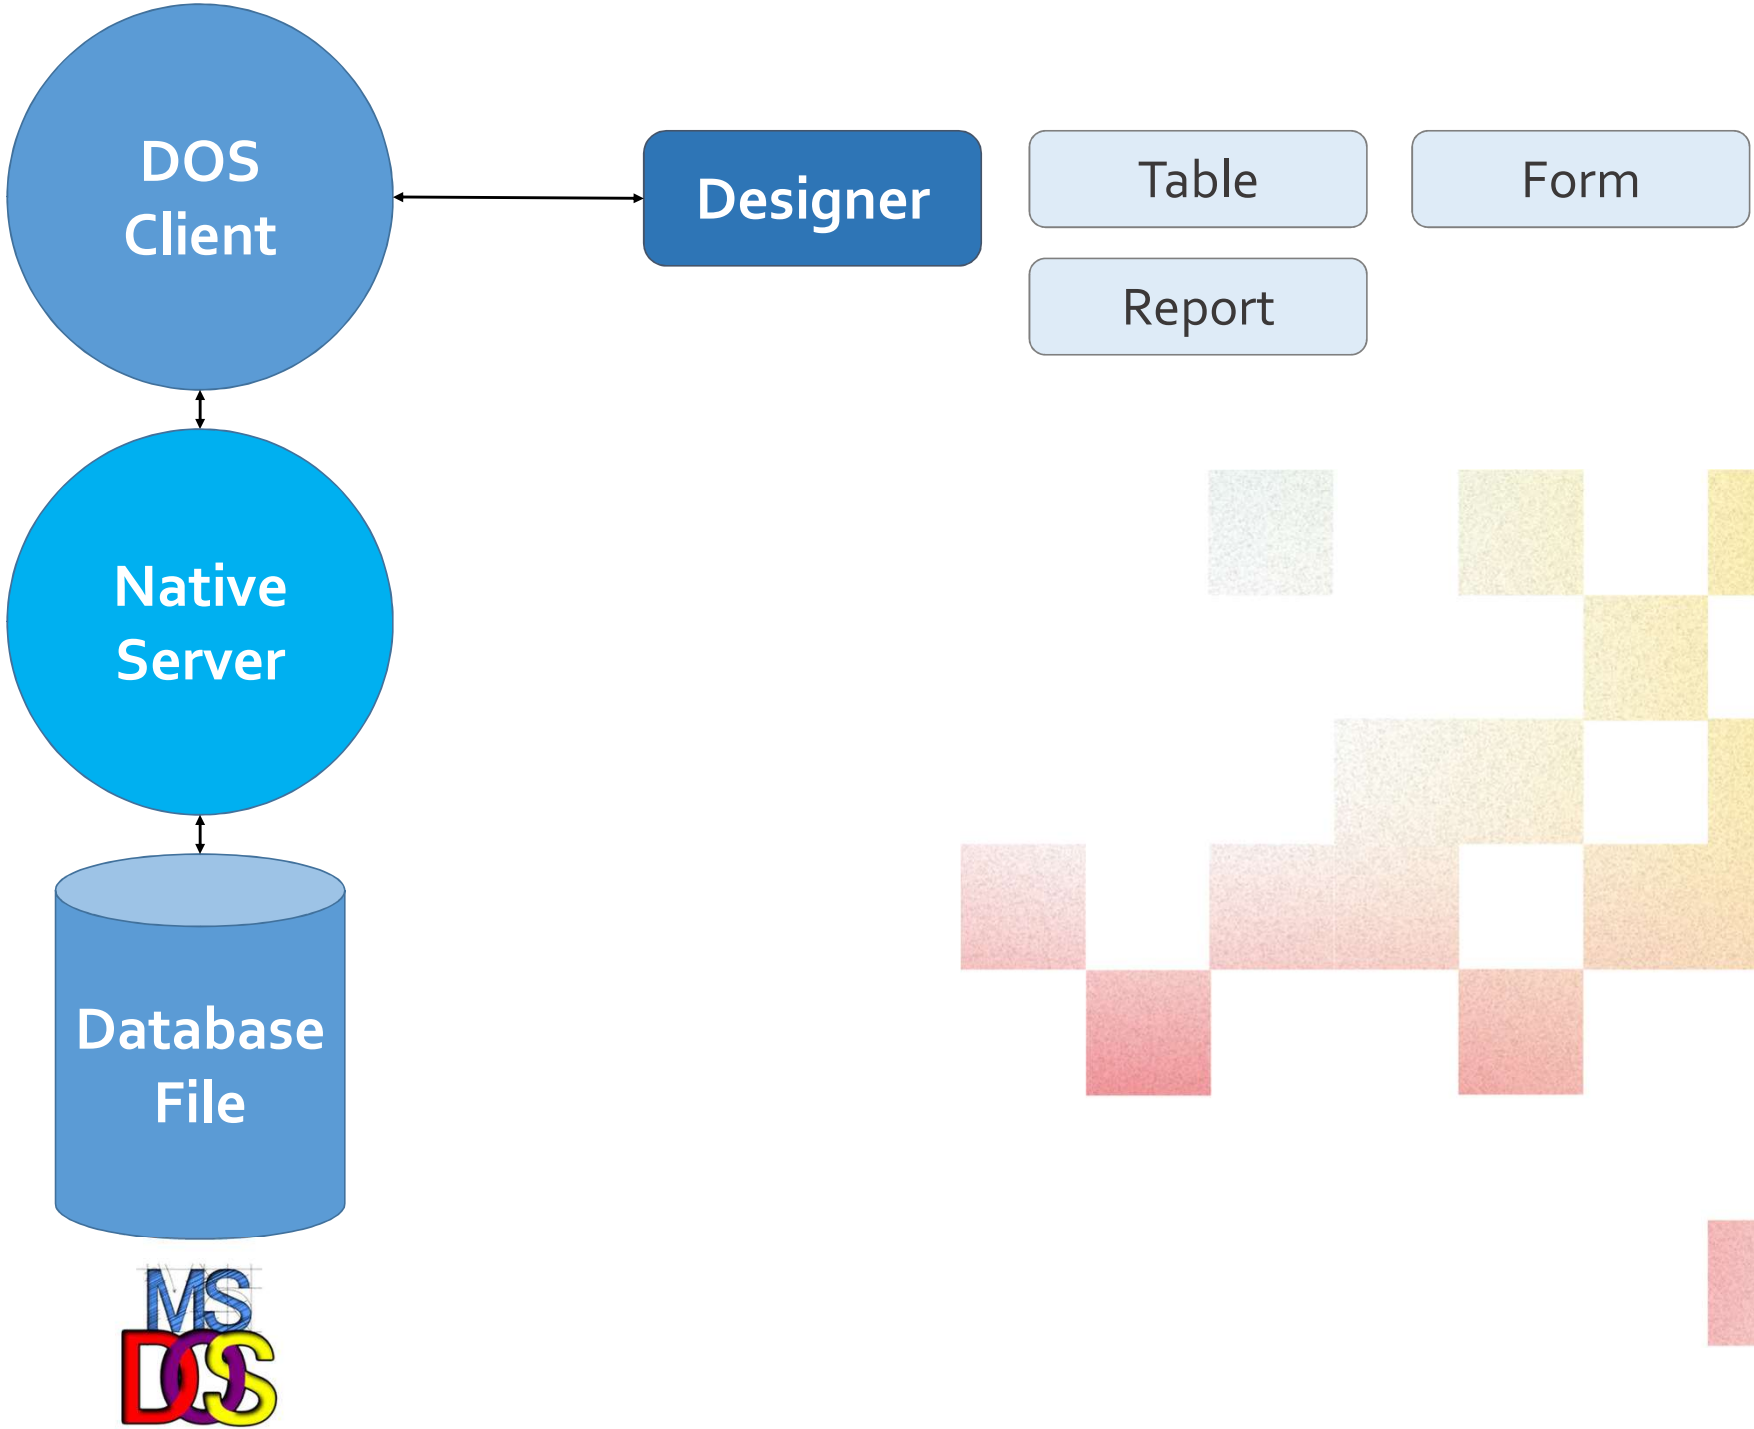 DOS
Client
Designer
Table
Form
Report
Native
Server
Database
File
MS
DOS